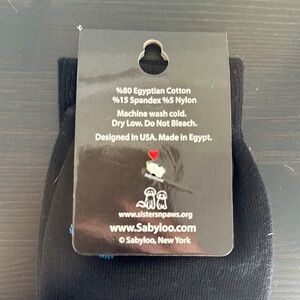 %80 Egyptian Cotton
%15 Spandex %5 Nylon
Machine wash cold.
Dry Low. Do Not Bleach.
Designed in USA. Made in Egypt.
www.sistersnpaws.org
www.Sabyloo.com
© Sabyloo, New York